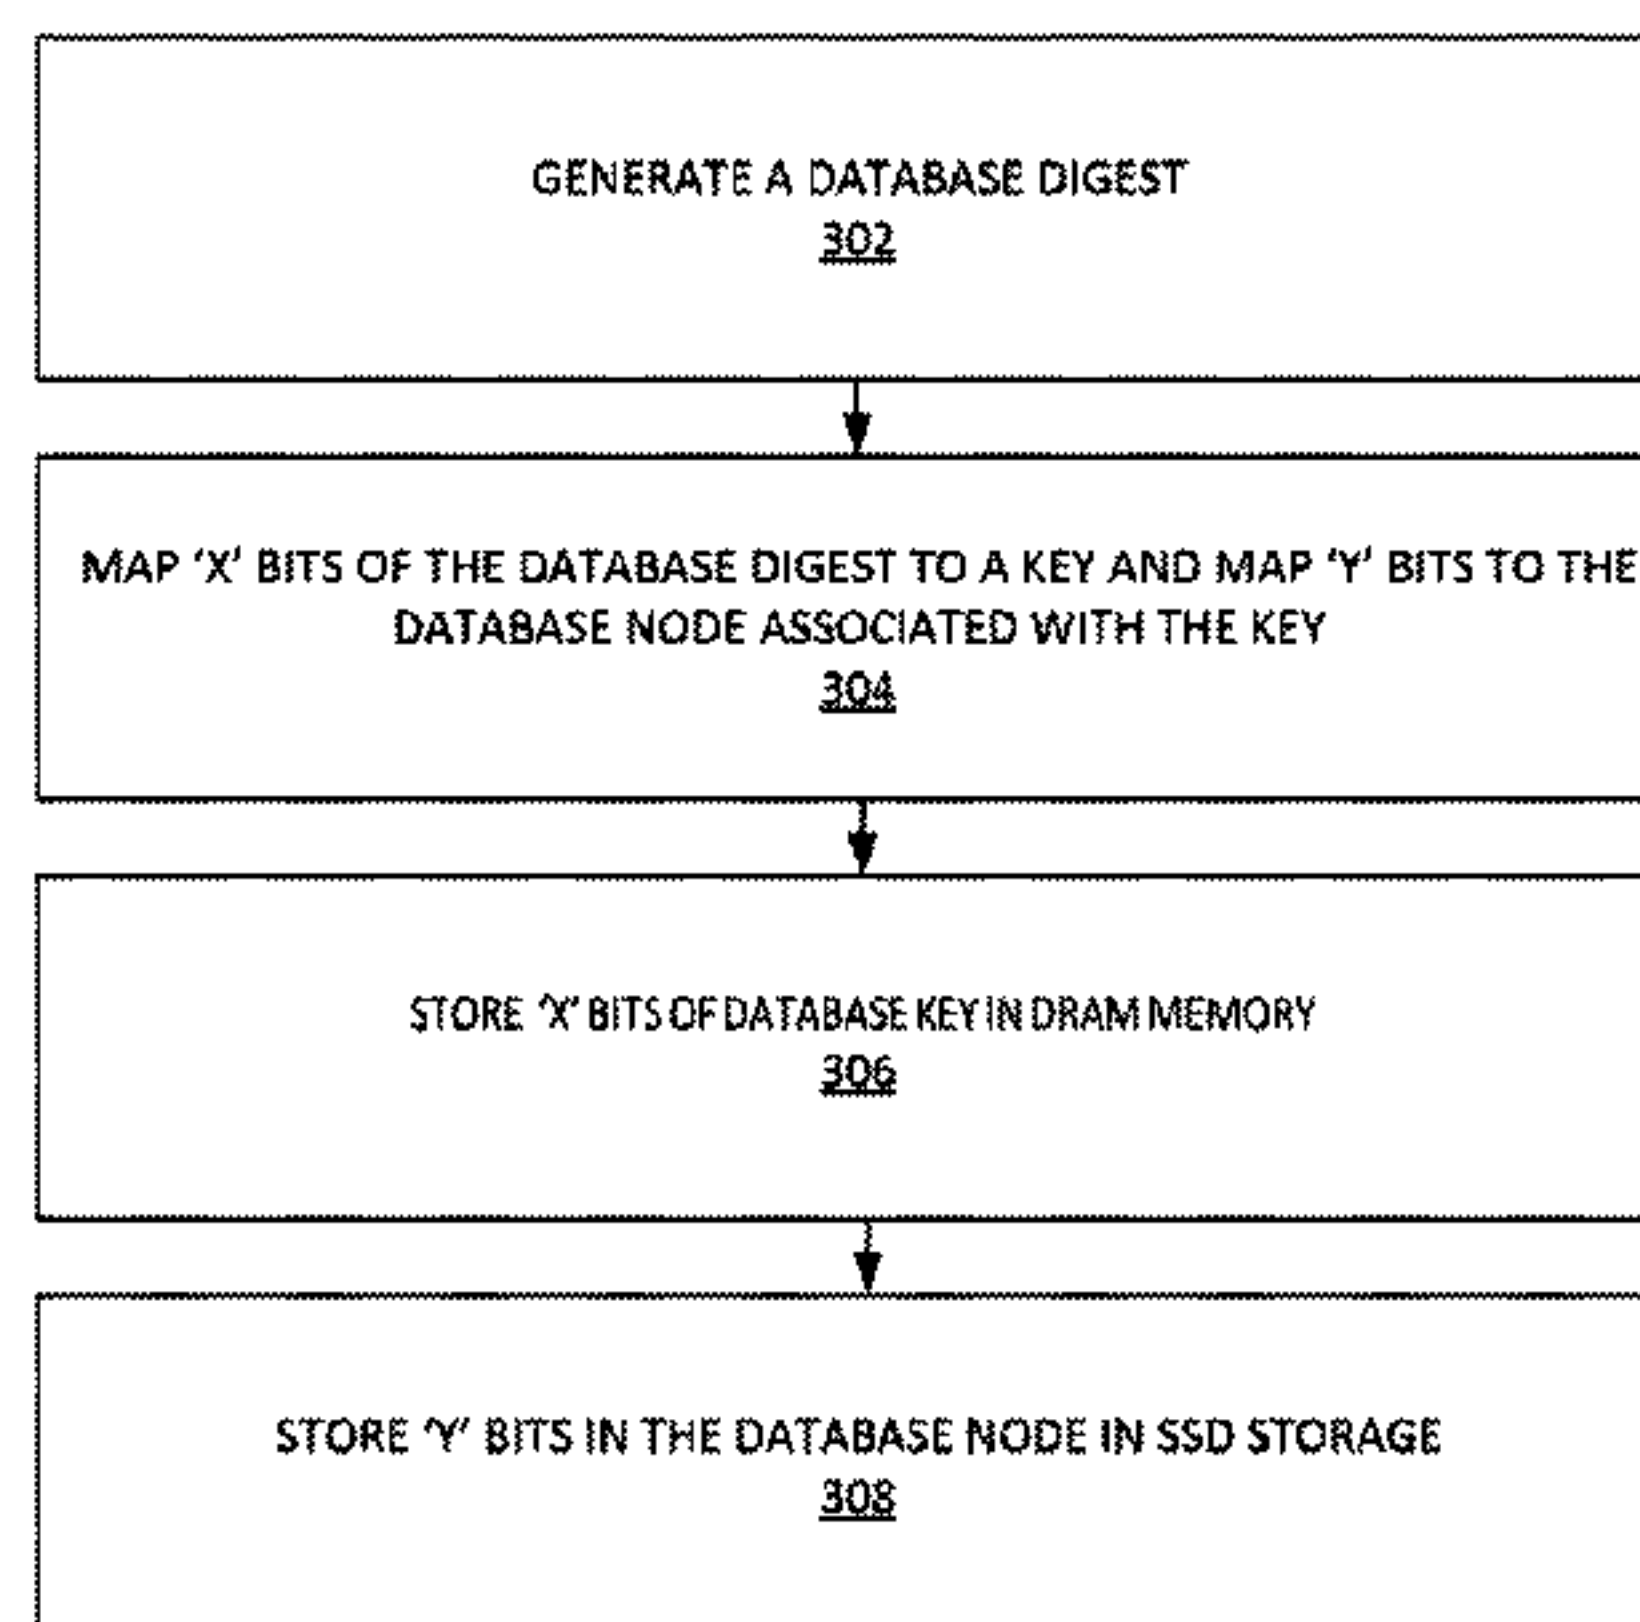 GENERATE A DATABASE DIGEST
302
MAP ‘X’ BITS OF THE DATABASE DIGEST TO A KEY AND MAP ‘Y’ BITS TO THE
DATABASE NODE ASSOCIATED WITH THE KEY
304
STORE ‘X’ BITS OF DATABASE KEY IN DRAM MEMORY
306
STORE ‘Y’ BITS IN THE DATABASE NODE IN SSD STORAGE
308